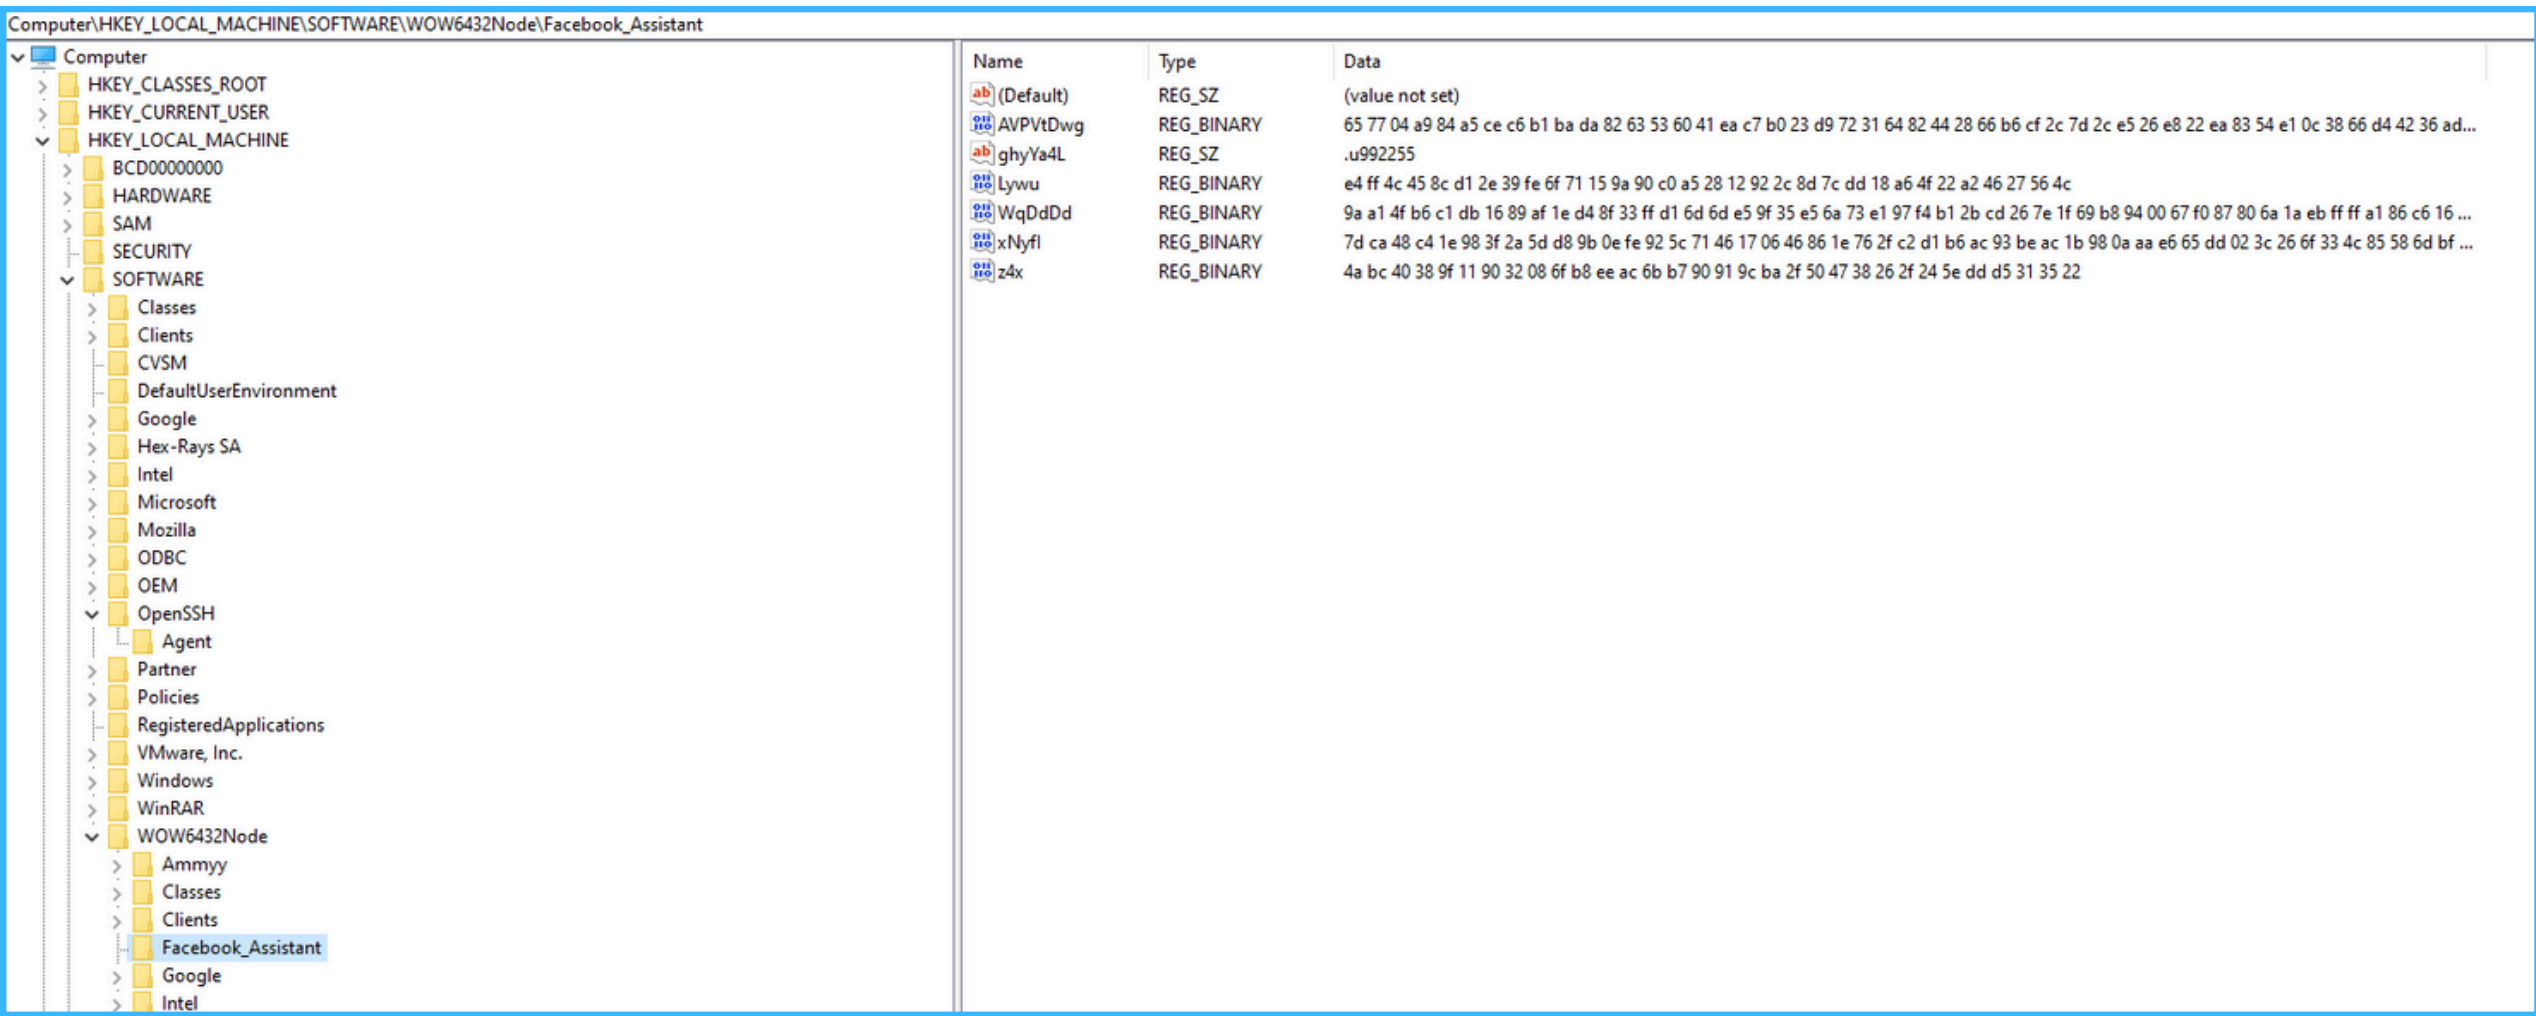 Computer\HKEY_LOCAL_MACHINE\SOFTWARE\WOW6432Node\Facebook_Assistant
Computer
HKEY_CLASSES_ROOT
HKEY_CURRENT_USER
HKEY_LOCAL_MACHINE
BCD00000000
HARDWARE
SAM
SECURITY
SOFTWARE
Classes
Clients
CVSM
DefaultUserEnvironment
Google
Hex-Rays SA
Intel
Microsoft
Mozilla
ODBC
OEM
OpenSSH
Agent
Partner
Policies
RegisteredApplications
VMware, Inc.
Windows
WinRAR
WOW6432Node
Ammyy
Classes
Clients
Facebook_Assistant
Google
Intel
Name Type Data
(Default) REG_SZ (value not set)
AVPVtDwg REG_BINARY 65 77 04 a9 84 a5 ce c6 b1 ba da 82 63 53 60 41 ea c7 b0 23 d9 72 31 64 82 44 28 66 b6 cf 2c 7d 2c e5 26 e8 22 ea 83 54 e1 0c 38 66 d4 42 36 ad...
ghyYa4L REG_SZ .u992255
Lywu REG_BINARY e4 ff 4c 45 8c d1 2e 39 fe 6f 71 15 9a 90 c0 a5 28 12 92 2c 8d 7c dd 18 a6 4f 22 a2 46 27 56 4c
WqDdDd REG_BINARY 9a a1 4f b6 c1 db 16 89 af 1e d4 8f 33 ff d1 6d 6d e5 9f 35 e5 6a 73 e1 97 f4 b1 2b cd 26 7e 1f 69 b8 94 00 67 f0 87 80 6a 1a eb ff ff a1 86 c6 16 ...
xNyfI REG_BINARY 7d ca 48 c4 1e 98 3f 2a 5d d8 9b 0e fe 92 5c 71 46 17 06 46 86 1e 76 2f c2 d1 b6 ac 93 be ac 1b 98 0a aa e6 65 dd 02 3c 26 6f 33 4c 85 58 6d bf ...
z4x REG_BINARY 4a bc 40 38 9f 11 90 32 08 6f b8 ee ac 6b b7 90 91 9c ba 2f 50 47 38 26 2f 24 5e dd d5 31 35 22